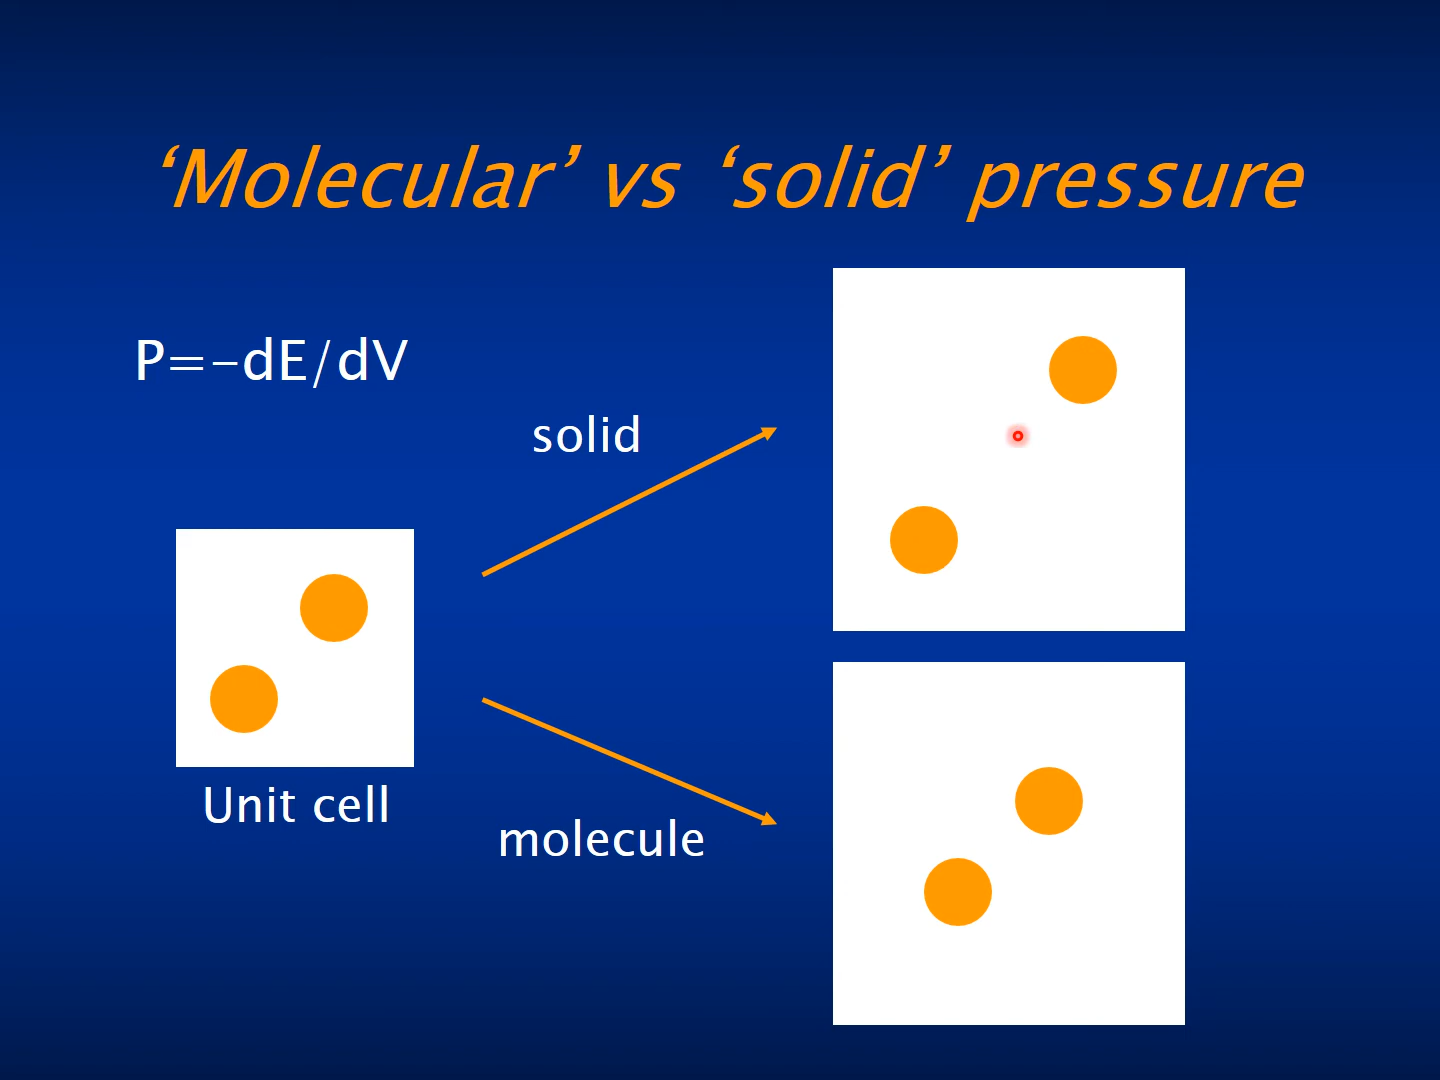 ‘Molecular’ vs ‘solid’ pressure
P=-dE/dV
solid
Unit cell
molecule